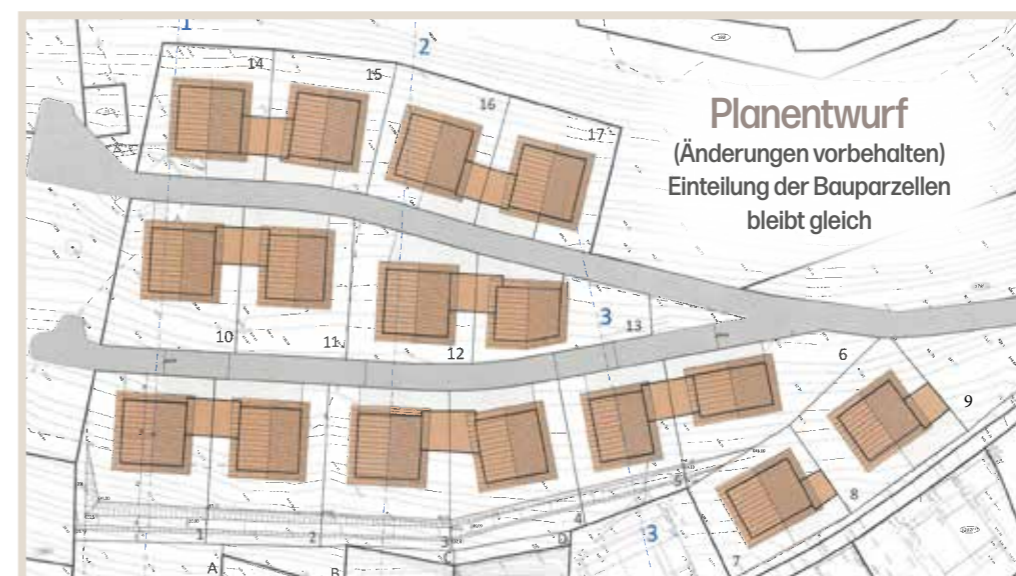 1
2
14
15
16
17
Planentwurf
(Änderungen vorbehalten)
Einteilung der Bauparzellen
bleibt gleich
10
11
12
3
13
6
9
8
5
7
1
2
3
4
3
A
B
C
D